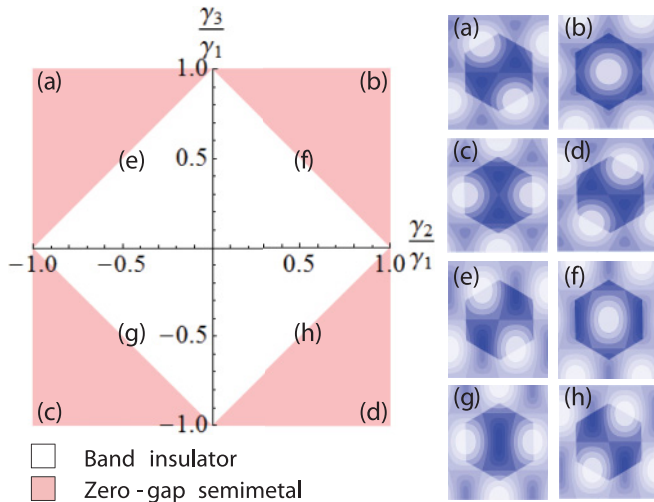 γ₃
γ₁
1.0
(a)
(b)
0.5
(e)
(f)
γ₂
γ₁
−1.0
−0.5
0.5
1.0
−0.5
(g)
(h)
(c)
(d)
−1.0
Band insulator
Zero-gap semimetal
(a)
(b)
(c)
(d)
(e)
(f)
(g)
(h)